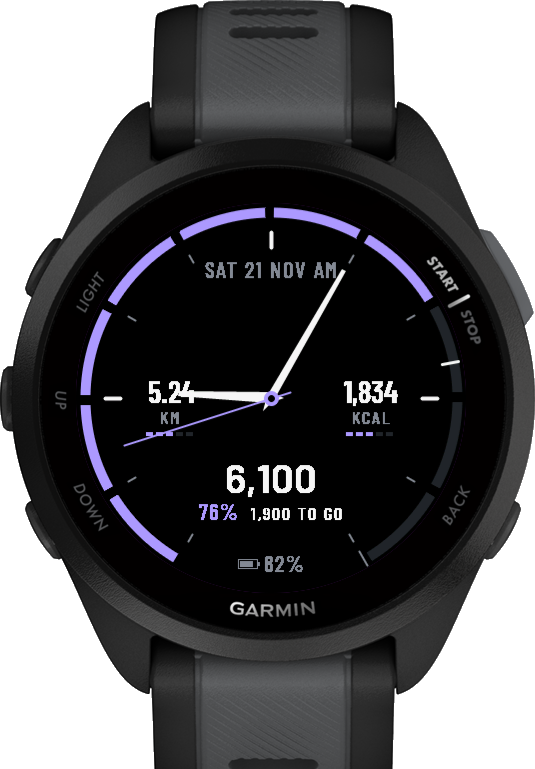 SAT 21 NOV AM
LIGHT
START
STOP
UP
5.24
KM
1,834
KCAL
6,100
76% 1,900 TO GO
DOWN
BACK
82%
GARMIN